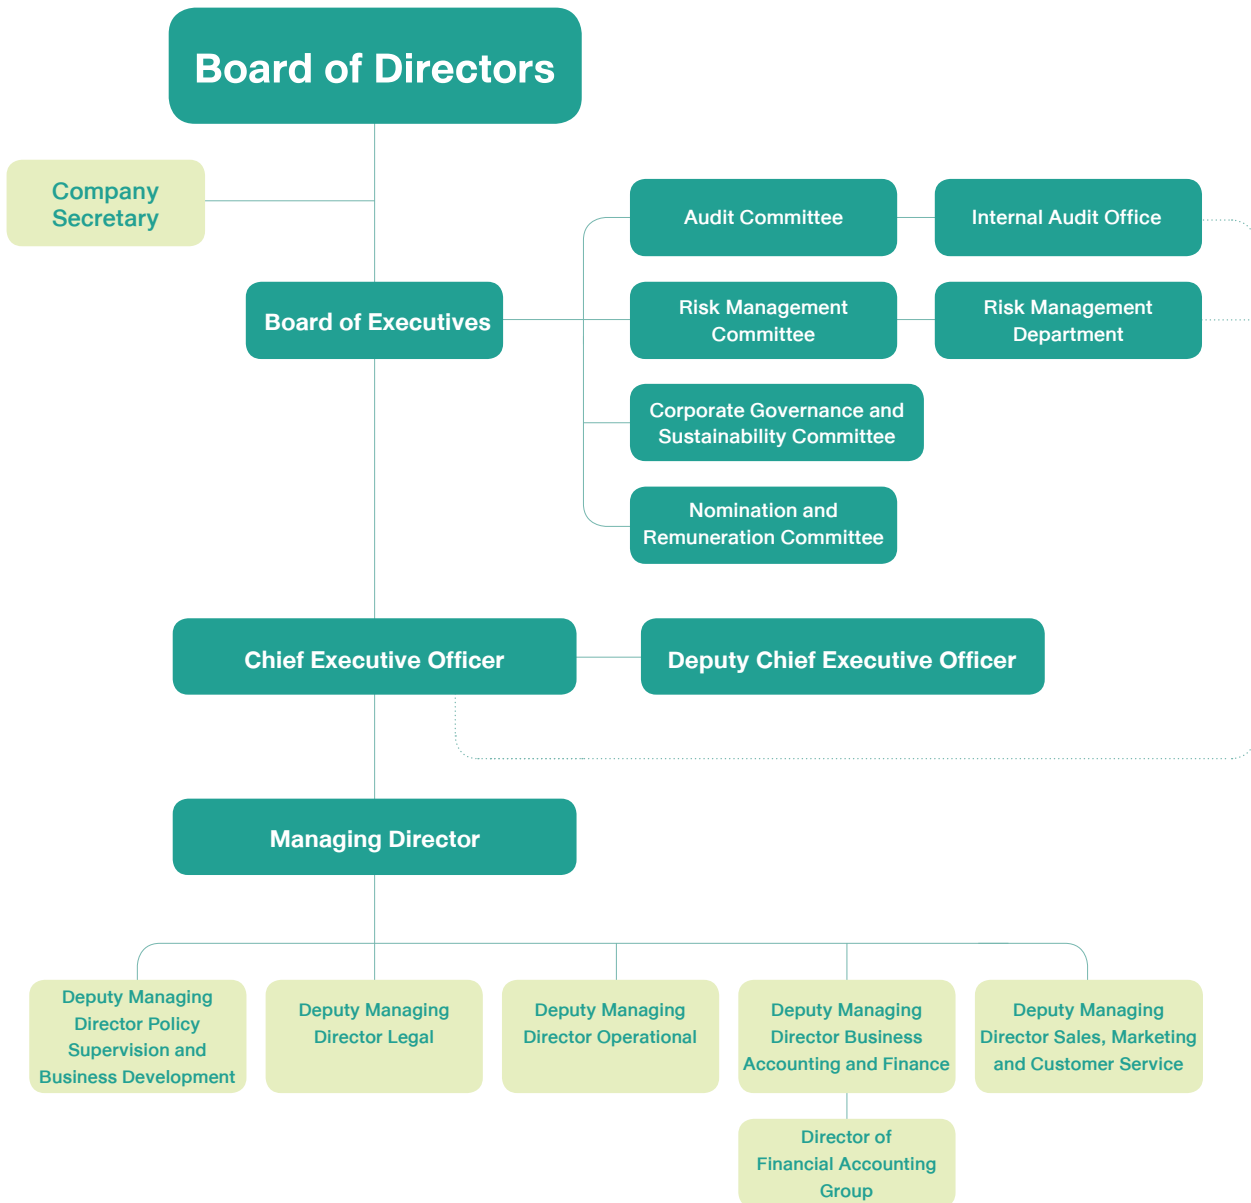 Board of Directors
Company
Secretary
Audit Committee
Internal Audit Office
Board of Executives
Risk Management
Committee
Risk Management
Department
Corporate Governance and
Sustainability Committee
Nomination and
Remuneration Committee
Chief Executive Officer
Deputy Chief Executive Officer
Managing Director
Deputy Managing
Director Policy
Supervision and
Business Development
Deputy Managing
Director Legal
Deputy Managing
Director Operational
Deputy Managing
Director Business
Accounting and Finance
Deputy Managing
Director Sales, Marketing
and Customer Service
Director of
Financial Accounting
Group